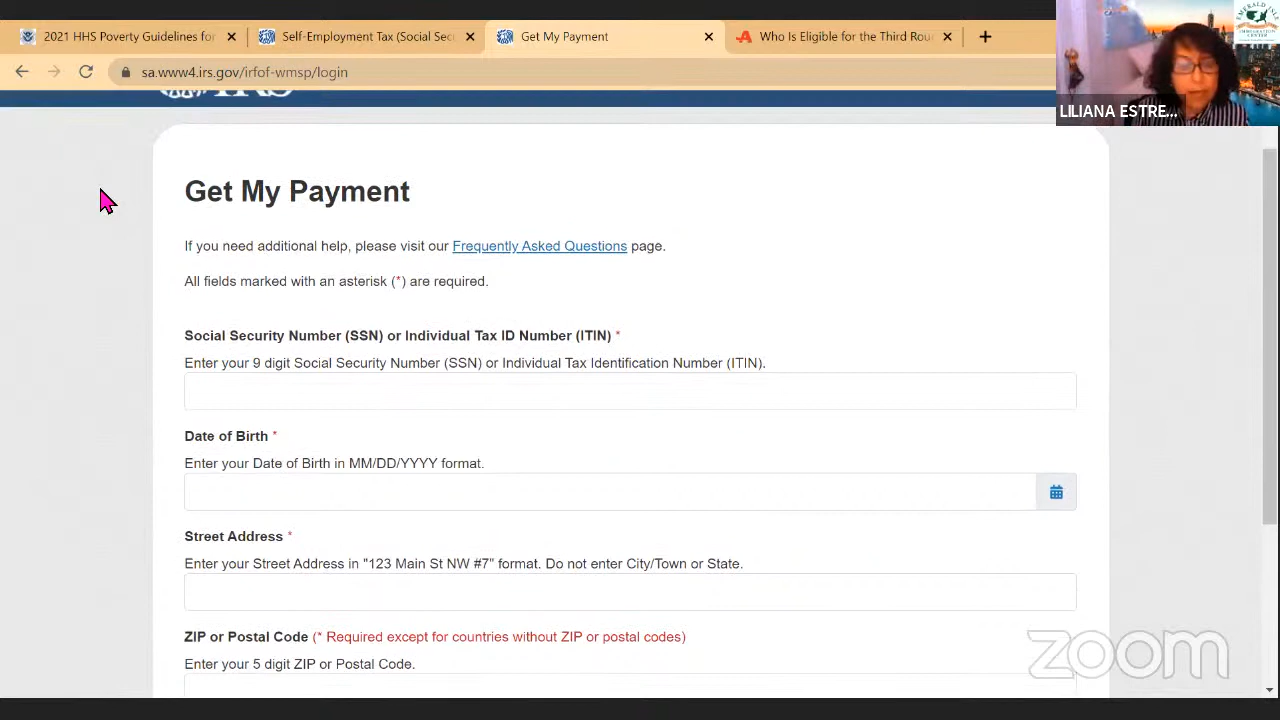 2021 HHS Poverty Guidelines for
Self-Employment Tax (Social Sec
Get My Payment
Who Is Eligible for the Third Rou
sa.www4.irs.gov/irfof-wmsp/login
IRS
EMERALD ISLE
IMMIGRATION CENTER
LILIANA ESTRE...
Get My Payment
If you need additional help, please visit our Frequently Asked Questions page.
All fields marked with an asterisk (*) are required.
Social Security Number (SSN) or Individual Tax ID Number (ITIN) *
Enter your 9 digit Social Security Number (SSN) or Individual Tax Identification Number (ITIN).
Date of Birth *
Enter your Date of Birth in MM/DD/YYYY format.
Street Address *
Enter your Street Address in "123 Main St NW #7" format. Do not enter City/Town or State.
ZIP or Postal Code (* Required except for countries without ZIP or postal codes)
Enter your 5 digit ZIP or Postal Code.
zoom